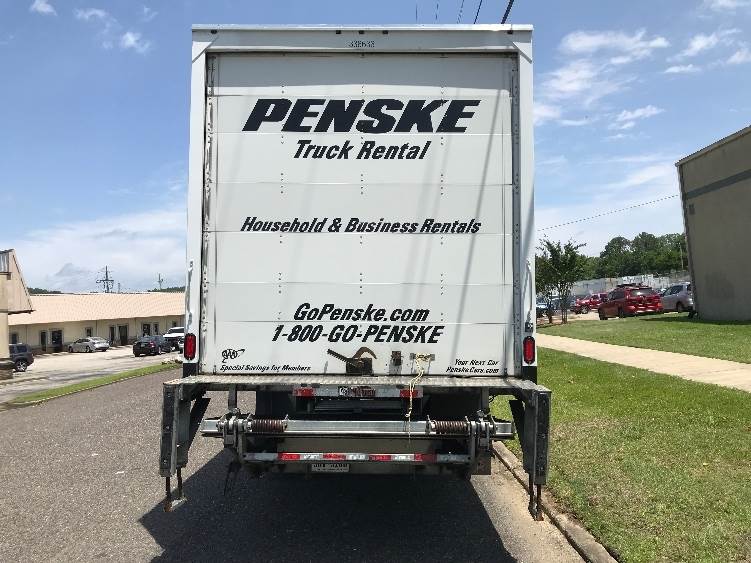 338633
PENSKE
Truck Rental
Household & Business Rentals
GoPenske.com
1-800-GO-PENSKE
AAA
Special Savings for Members
Your Next Car
PenskeCars.com